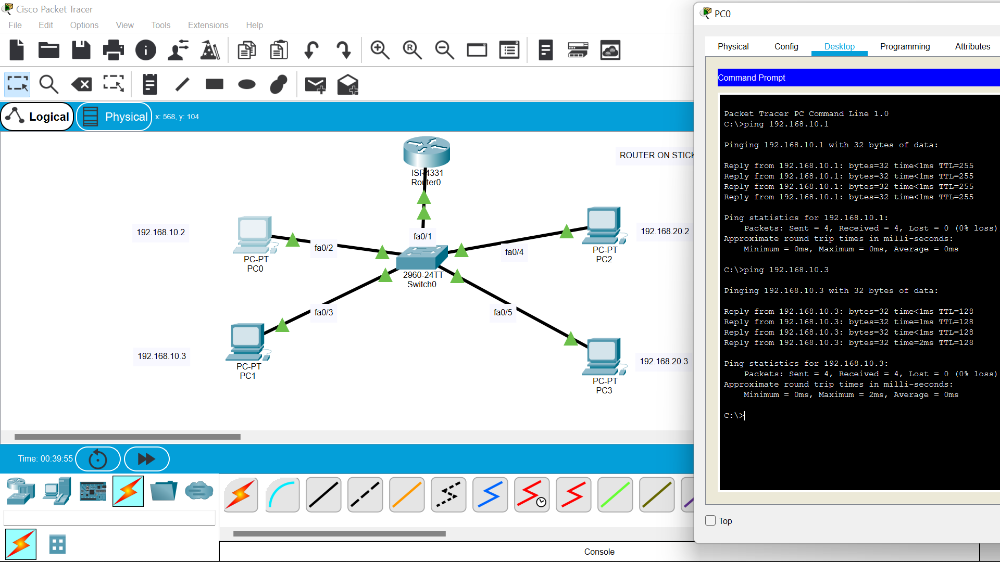 Cisco Packet Tracer
File Edit Options View Tools Extensions Help
Logical
Physical
x: 568, y: 104
ROUTER ON STICK
ISR4331
Router0
192.168.10.2
PC-PT
PC0
fa0/2
fa0/1
fa0/4
PC-PT
PC2
192.168.20.2
2960-24TT
Switch0
fa0/3
fa0/5
192.168.10.3
PC-PT
PC1
PC-PT
PC3
192.168.20.3
Time: 00:39:55
Console
PC0
Physical Config Desktop Programming Attributes
Command Prompt
Packet Tracer PC Command Line 1.0
C:\>ping 192.168.10.1
Pinging 192.168.10.1 with 32 bytes of data:
Reply from 192.168.10.1: bytes=32 time<1ms TTL=255
Reply from 192.168.10.1: bytes=32 time<1ms TTL=255
Reply from 192.168.10.1: bytes=32 time<1ms TTL=255
Reply from 192.168.10.1: bytes=32 time<1ms TTL=255
Ping statistics for 192.168.10.1:
Packets: Sent = 4, Received = 4, Lost = 0 (0% loss)
Approximate round trip times in milli-seconds:
Minimum = 0ms, Maximum = 0ms, Average = 0ms
C:\>ping 192.168.10.3
Pinging 192.168.10.3 with 32 bytes of data:
Reply from 192.168.10.3: bytes=32 time<1ms TTL=128
Reply from 192.168.10.3: bytes=32 time=1ms TTL=128
Reply from 192.168.10.3: bytes=32 time<1ms TTL=128
Reply from 192.168.10.3: bytes=32 time=2ms TTL=128
Ping statistics for 192.168.10.3:
Packets: Sent = 4, Received = 4, Lost = 0 (0% loss)
Approximate round trip times in milli-seconds:
Minimum = 0ms, Maximum = 2ms, Average = 0ms
C:\>
Top